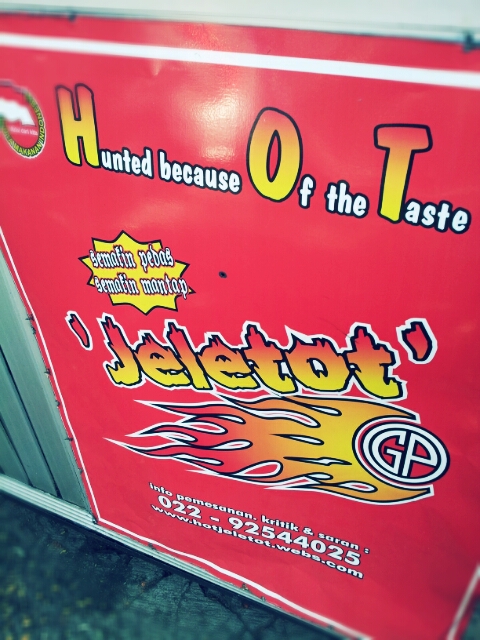 Hunted because Of the Taste
semakin pedas
semakin mantap
'Jeletot'
GP
info pemesanan, kritik & saran :
022 - 92544025
www.hotjeletot.webs.com